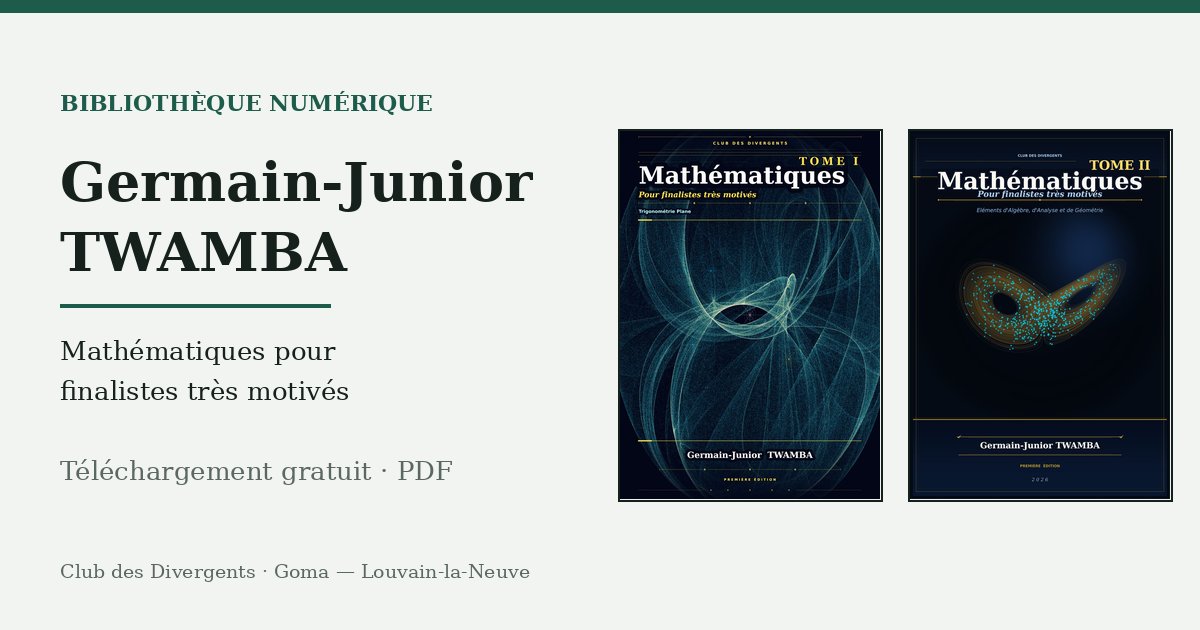 BIBLIOTHÈQUE NUMÉRIQUE
Germain-Junior
TWAMBA
Mathématiques pour
finalistes très motivés
Téléchargement gratuit · PDF
Club des Divergents · Goma — Louvain-la-Neuve
CLUB DES DIVERGENTS
TOME I
Mathématiques
Pour finalistes très motivés
Trigonométrie Plane
Germain-Junior TWAMBA
PREMIÈRE ÉDITION
CLUB DES DIVERGENTS
TOME II
Mathématiques
Pour finalistes très motivés
Eléments d'Algèbre, d'Analyse et de Géométrie
Germain-Junior TWAMBA
PREMIÈRE ÉDITION
2026